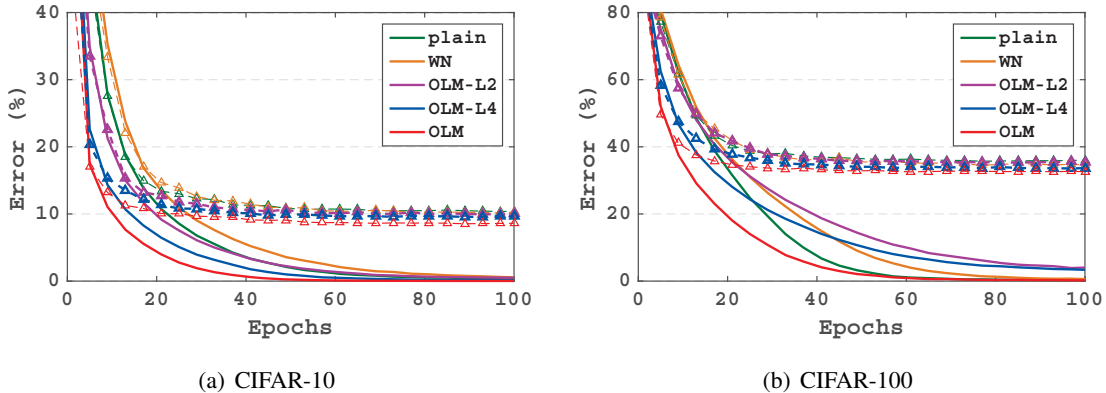 40
30
20
10
0
0 20 40 60 80 100
Error (%)
Epochs
plain
WN
OLM-L2
OLM-L4
OLM
(a) CIFAR-10
80
60
40
20
0
0 20 40 60 80 100
Error (%)
Epochs
plain
WN
OLM-L2
OLM-L4
OLM
(b) CIFAR-100